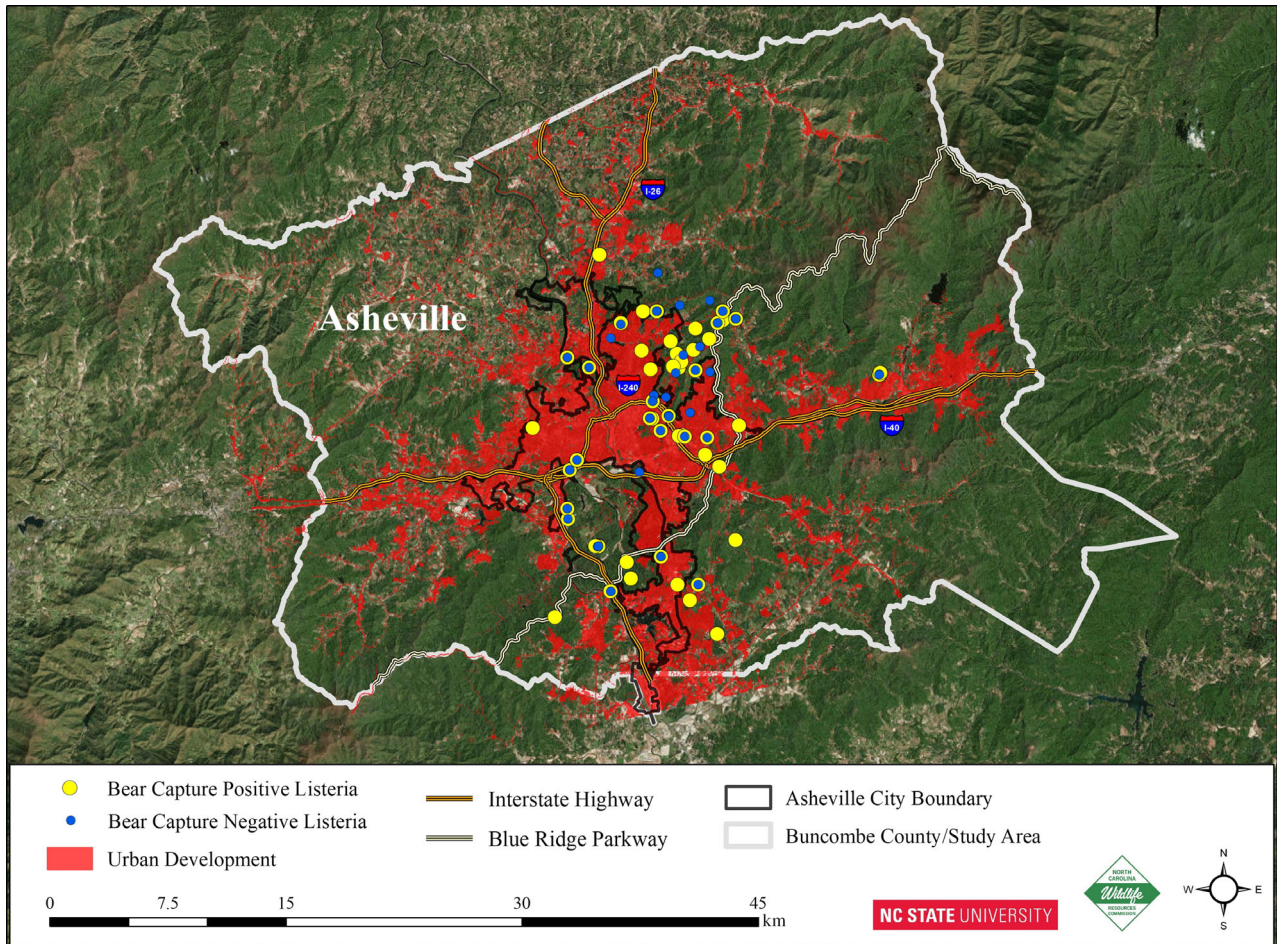 I-26
Asheville
I-240
I-40
Bear Capture Positive Listeria
Bear Capture Negative Listeria
Urban Development
Interstate Highway
Blue Ridge Parkway
Asheville City Boundary
Buncombe County/Study Area
0 7.5 15 30 45
km
NC STATE UNIVERSITY
NORTH
CAROLINA
Wildlife
RESOURCES
COMMISSION
N
W E
S